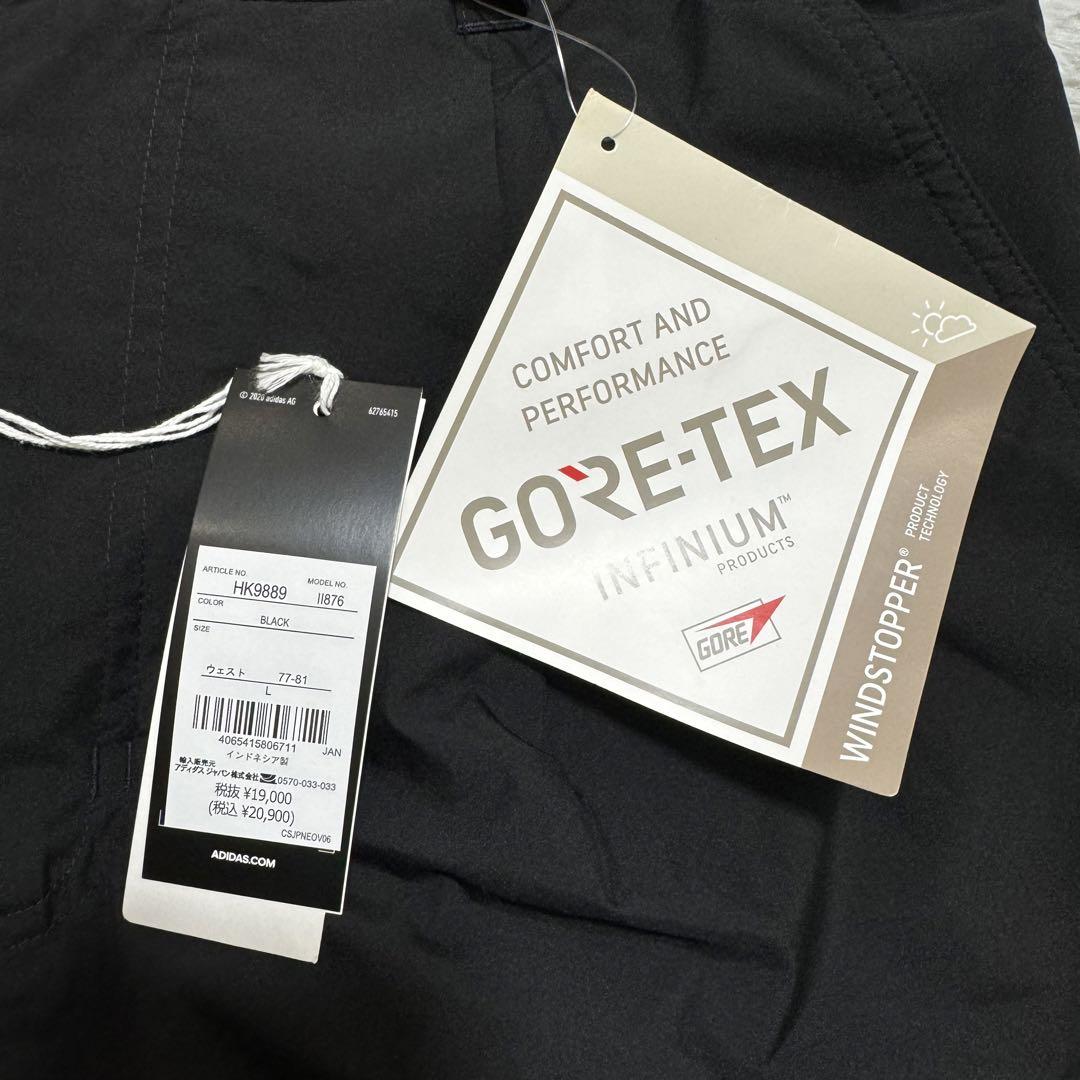 © 2020 adidas AG
62765415
ARTICLE NO.
HK9889
MODEL NO.
II876
COLOR
BLACK
SIZE
ウェスト 77-81
L
4065415806711 JAN
インドネシア製
輸入販売元
アディダス ジャパン株式会社 0570-033-033
税抜 ¥19,000
(税込 ¥20,900)
CSJPNEOV06
ADIDAS.COM
COMFORT AND
PERFORMANCE
GORE-TEX
INFINIUM™
PRODUCTS
GORE
WINDSTOPPER® PRODUCT
TECHNOLOGY